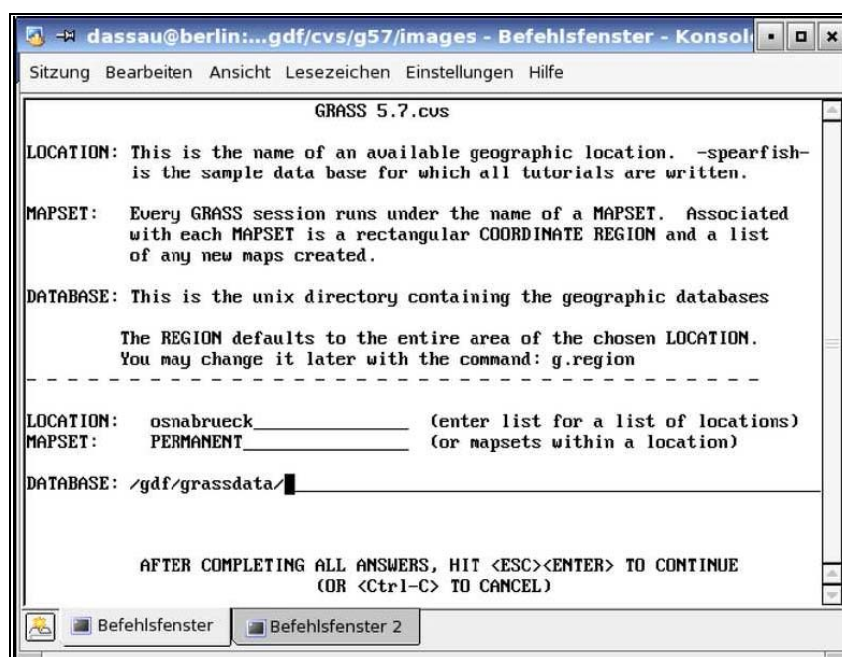 dassau@berlin:...gdf/cvs/g57/images - Befehlsfenster - Konsol
Sitzung Bearbeiten Ansicht Lesezeichen Einstellungen Hilfe
GRASS 5.7.cvs
LOCATION: This is the name of an available geographic location. -spearfish-
is the sample data base for which all tutorials are written.
MAPSET: Every GRASS session runs under the name of a MAPSET. Associated
with each MAPSET is a rectangular COORDINATE REGION and a list
of any new maps created.
DATABASE: This is the unix directory containing the geographic databases
The REGION defaults to the entire area of the chosen LOCATION.
You may change it later with the command: g.region
- - - - - - - - - - - - - - - - - - - - - - - - - - - - - - - - - - - - -
LOCATION: osnabrueck_________________ (enter list for a list of locations)
MAPSET: PERMANENT__________________ (or mapsets within a location)
DATABASE: /gdf/grassdata/___________________________________________________
AFTER COMPLETING ALL ANSWERS, HIT <ESC><ENTER> TO CONTINUE
(OR <Ctrl-C> TO CANCEL)
Befehlsfenster Befehlsfenster 2